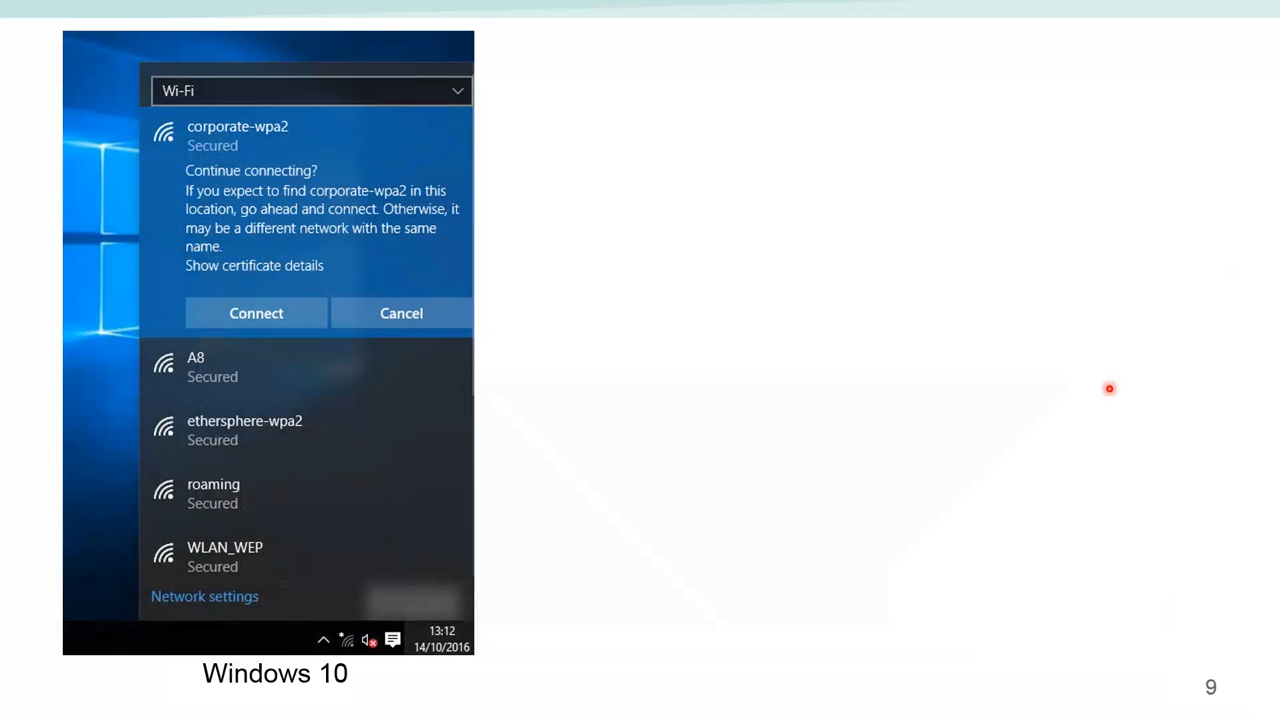 Wi-Fi
corporate-wpa2
Secured
Continue connecting?
If you expect to find corporate-wpa2 in this
location, go ahead and connect. Otherwise, it
may be a different network with the same
name.
Show certificate details
Connect Cancel
A8
Secured
ethersphere-wpa2
Secured
roaming
Secured
WLAN_WEP
Secured
Network settings
13:12
14/10/2016
Windows 10
9